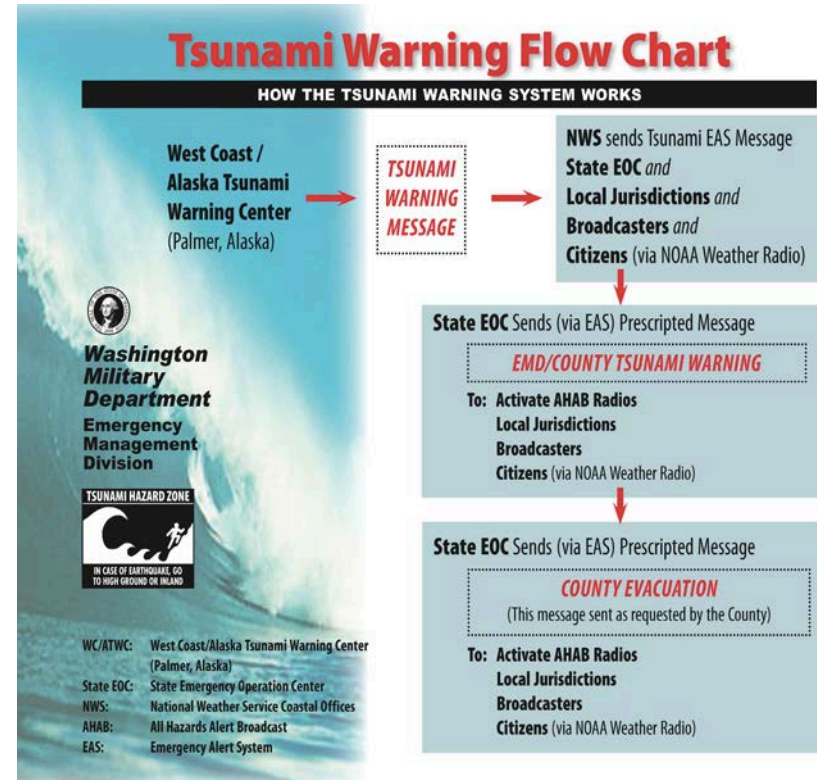 Tsunami Warning Flow Chart
HOW THE TSUNAMI WARNING SYSTEM WORKS
West Coast /
Alaska Tsunami
Warning Center
(Palmer, Alaska)
TSUNAMI
WARNING
MESSAGE
NWS sends Tsunami EAS Message
State EOC and
Local Jurisdictions and
Broadcasters and
Citizens (via NOAA Weather Radio)
State EOC Sends (via EAS) Prescripted Message
EMD/COUNTY TSUNAMI WARNING
To: Activate AHAB Radios
Local Jurisdictions
Broadcasters
Citizens (via NOAA Weather Radio)
State EOC Sends (via EAS) Prescripted Message
COUNTY EVACUATION
(This message sent as requested by the County)
To: Activate AHAB Radios
Local Jurisdictions
Broadcasters
Citizens (via NOAA Weather Radio)
Washington
Military
Department
Emergency
Management
Division
TSUNAMI HAZARD ZONE
IN CASE OF EARTHQUAKE, GO
TO HIGH GROUND OR INLAND
WC/ATWC: West Coast/Alaska Tsunami Warning Center
(Palmer, Alaska)
State EOC: State Emergency Operation Center
NWS: National Weather Service Coastal Offices
AHAB: All Hazards Alert Broadcast
EAS: Emergency Alert System